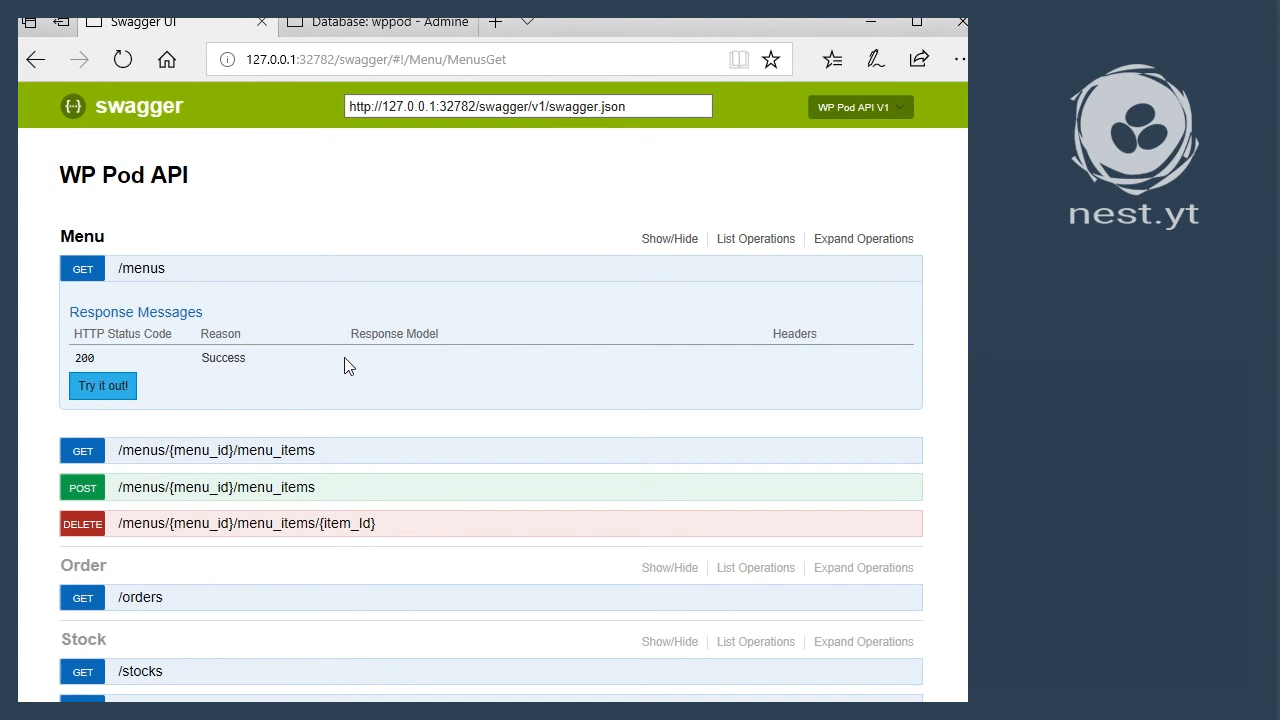 Swagger UI
Database: wppod - Admine
127.0.0.1:32782/swagger/#!/Menu/MenusGet
{··} swagger
http://127.0.0.1:32782/swagger/v1/swagger.json
WP Pod API V1
WP Pod API
Menu
Show/Hide
List Operations
Expand Operations
GET /menus
Response Messages
HTTP Status Code Reason Response Model Headers
200 Success
Try it out!
GET /menus/{menu_id}/menu_items
POST /menus/{menu_id}/menu_items
DELETE /menus/{menu_id}/menu_items/{item_Id}
Order
Show/Hide
List Operations
Expand Operations
GET /orders
Stock
Show/Hide
List Operations
Expand Operations
GET /stocks
nest.yt